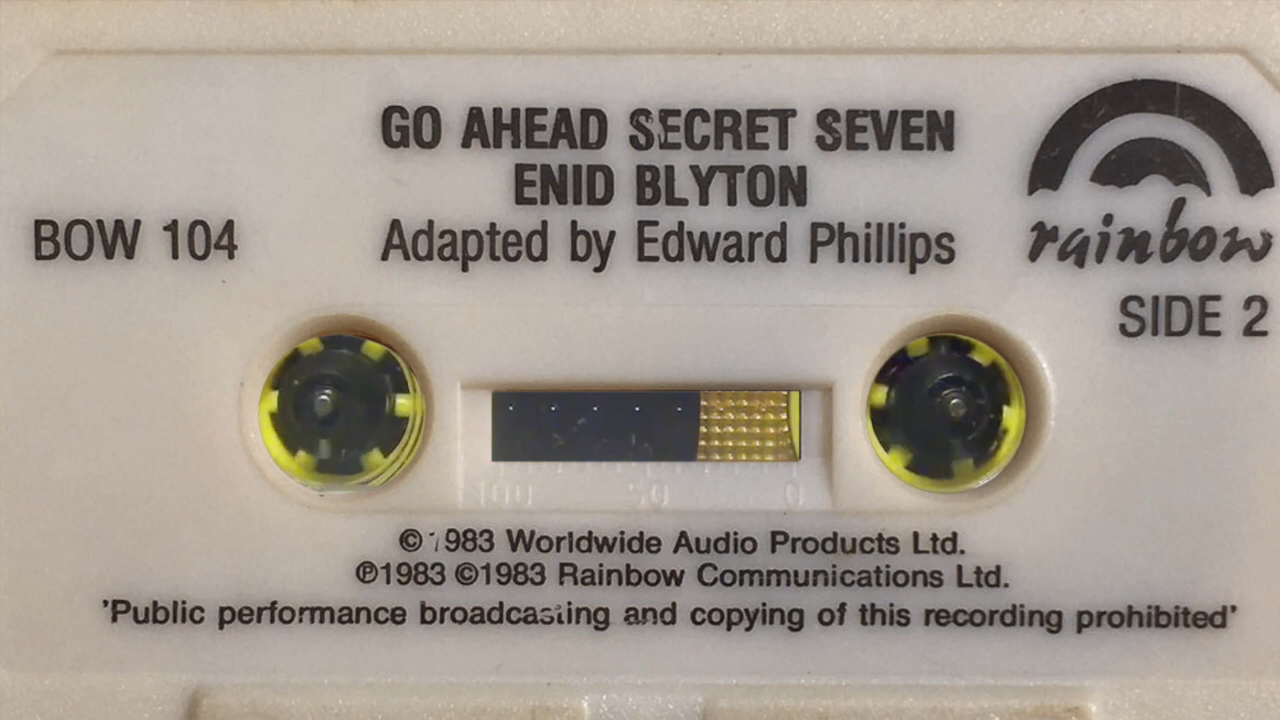 GO AHEAD SECRET SEVEN
ENID BLYTON
BOW 104
Adapted by Edward Phillips
rainbow
SIDE 2
100 50 0
© 1983 Worldwide Audio Products Ltd.
℗1983 ©1983 Rainbow Communications Ltd.
'Public performance broadcasting and copying of this recording prohibited'